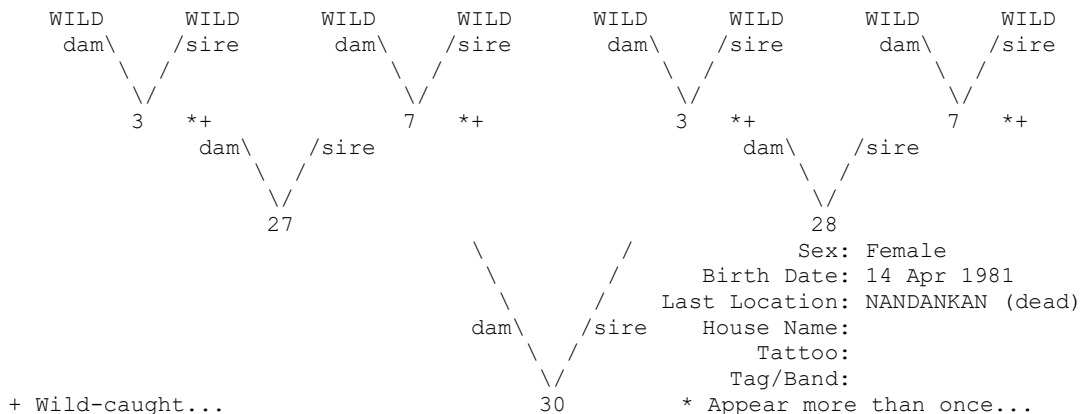 WILD WILD WILD WILD WILD WILD WILD WILD
dam\ /sire dam\ /sire dam\ /sire dam\ /sire
\ / \ / \ / \ /
\/ \/ \/ \/
3 *+ 7 *+ 3 *+ 7 *+
dam\ /sire dam\ /sire
\ / \ /
\/ \/
27 28
\ / Sex: Female
\ / Birth Date: 14 Apr 1981
\ / Last Location: NANDANKAN (dead)
dam\ /sire House Name:
\ / Tattoo:
\/ Tag/Band:
+ Wild-caught... 30 * Appear more than once...